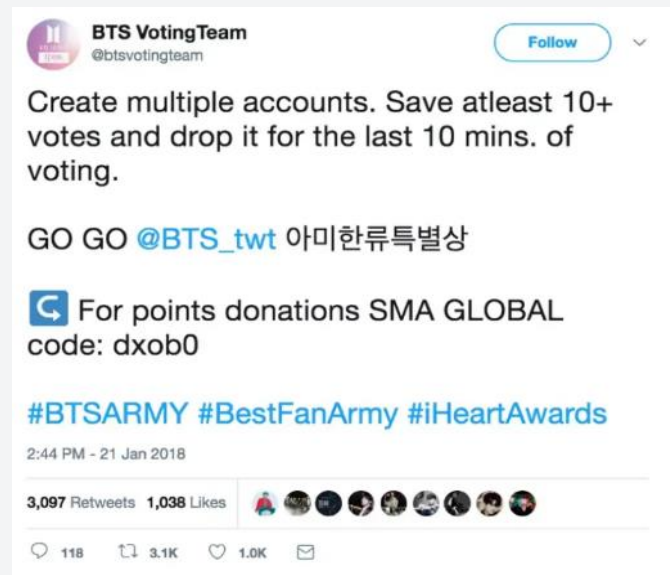 BTS VotingTeam
@btsvotingteam
Follow
Create multiple accounts. Save atleast 10+
votes and drop it for the last 10 mins. of
voting.
GO GO @BTS_twt 아미한류특별상
For points donations SMA GLOBAL
code: dxob0
#BTSARMY #BestFanArmy #iHeartAwards
2:44 PM - 21 Jan 2018
3,097 Retweets 1,038 Likes
118 3.1K 1.0K